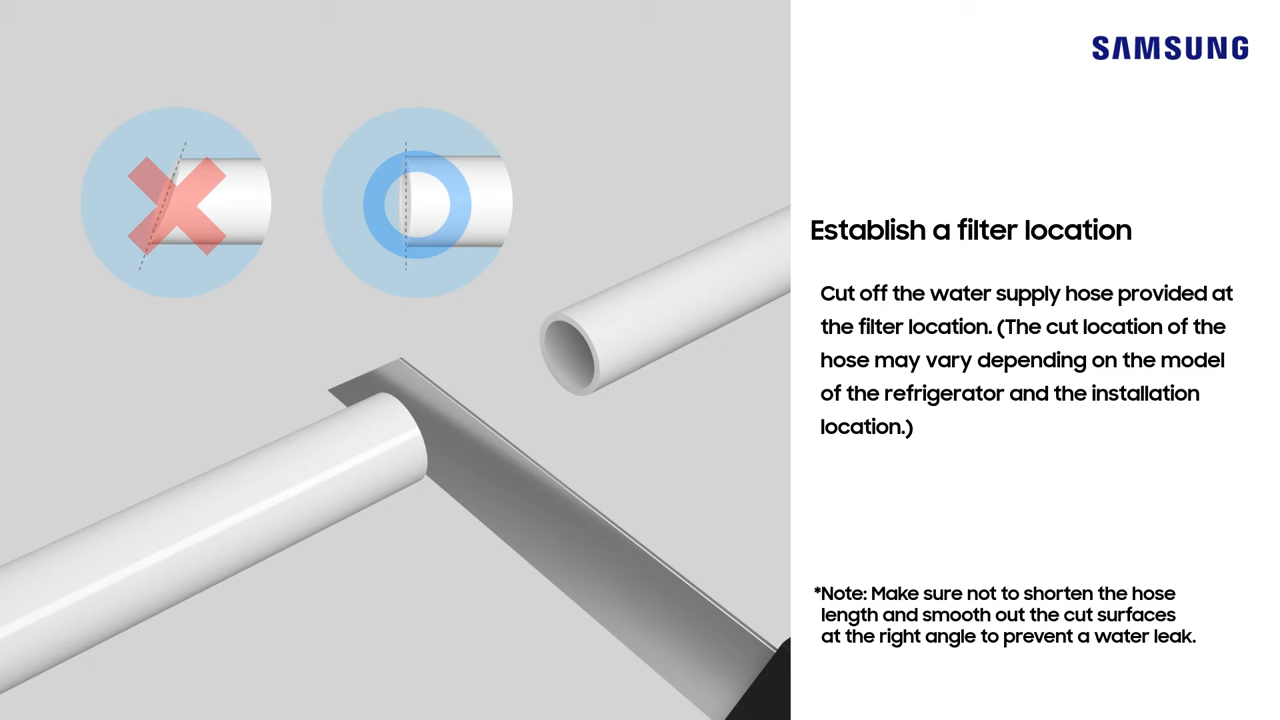 SAMSUNG
Establish a filter location
Cut off the water supply hose provided at
the filter location. (The cut location of the
hose may vary depending on the model
of the refrigerator and the installation
location.)
*Note: Make sure not to shorten the hose
length and smooth out the cut surfaces
at the right angle to prevent a water leak.